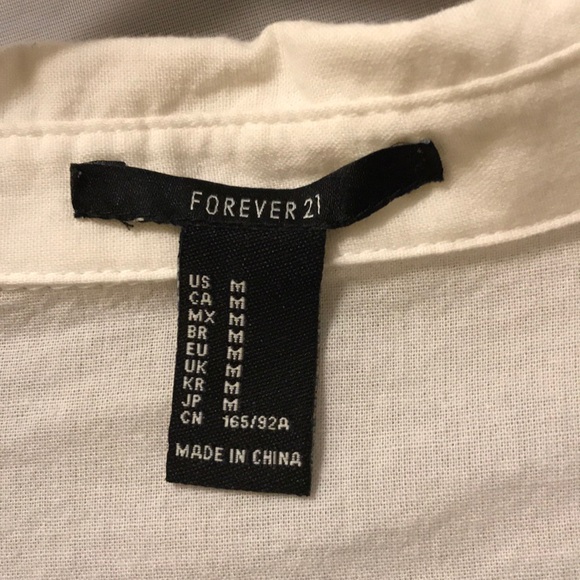 FOREVER 21
US M
CA M
MX M
BR M
EU M
UK M
KR M
JP M
CN 165/92A
MADE IN CHINA